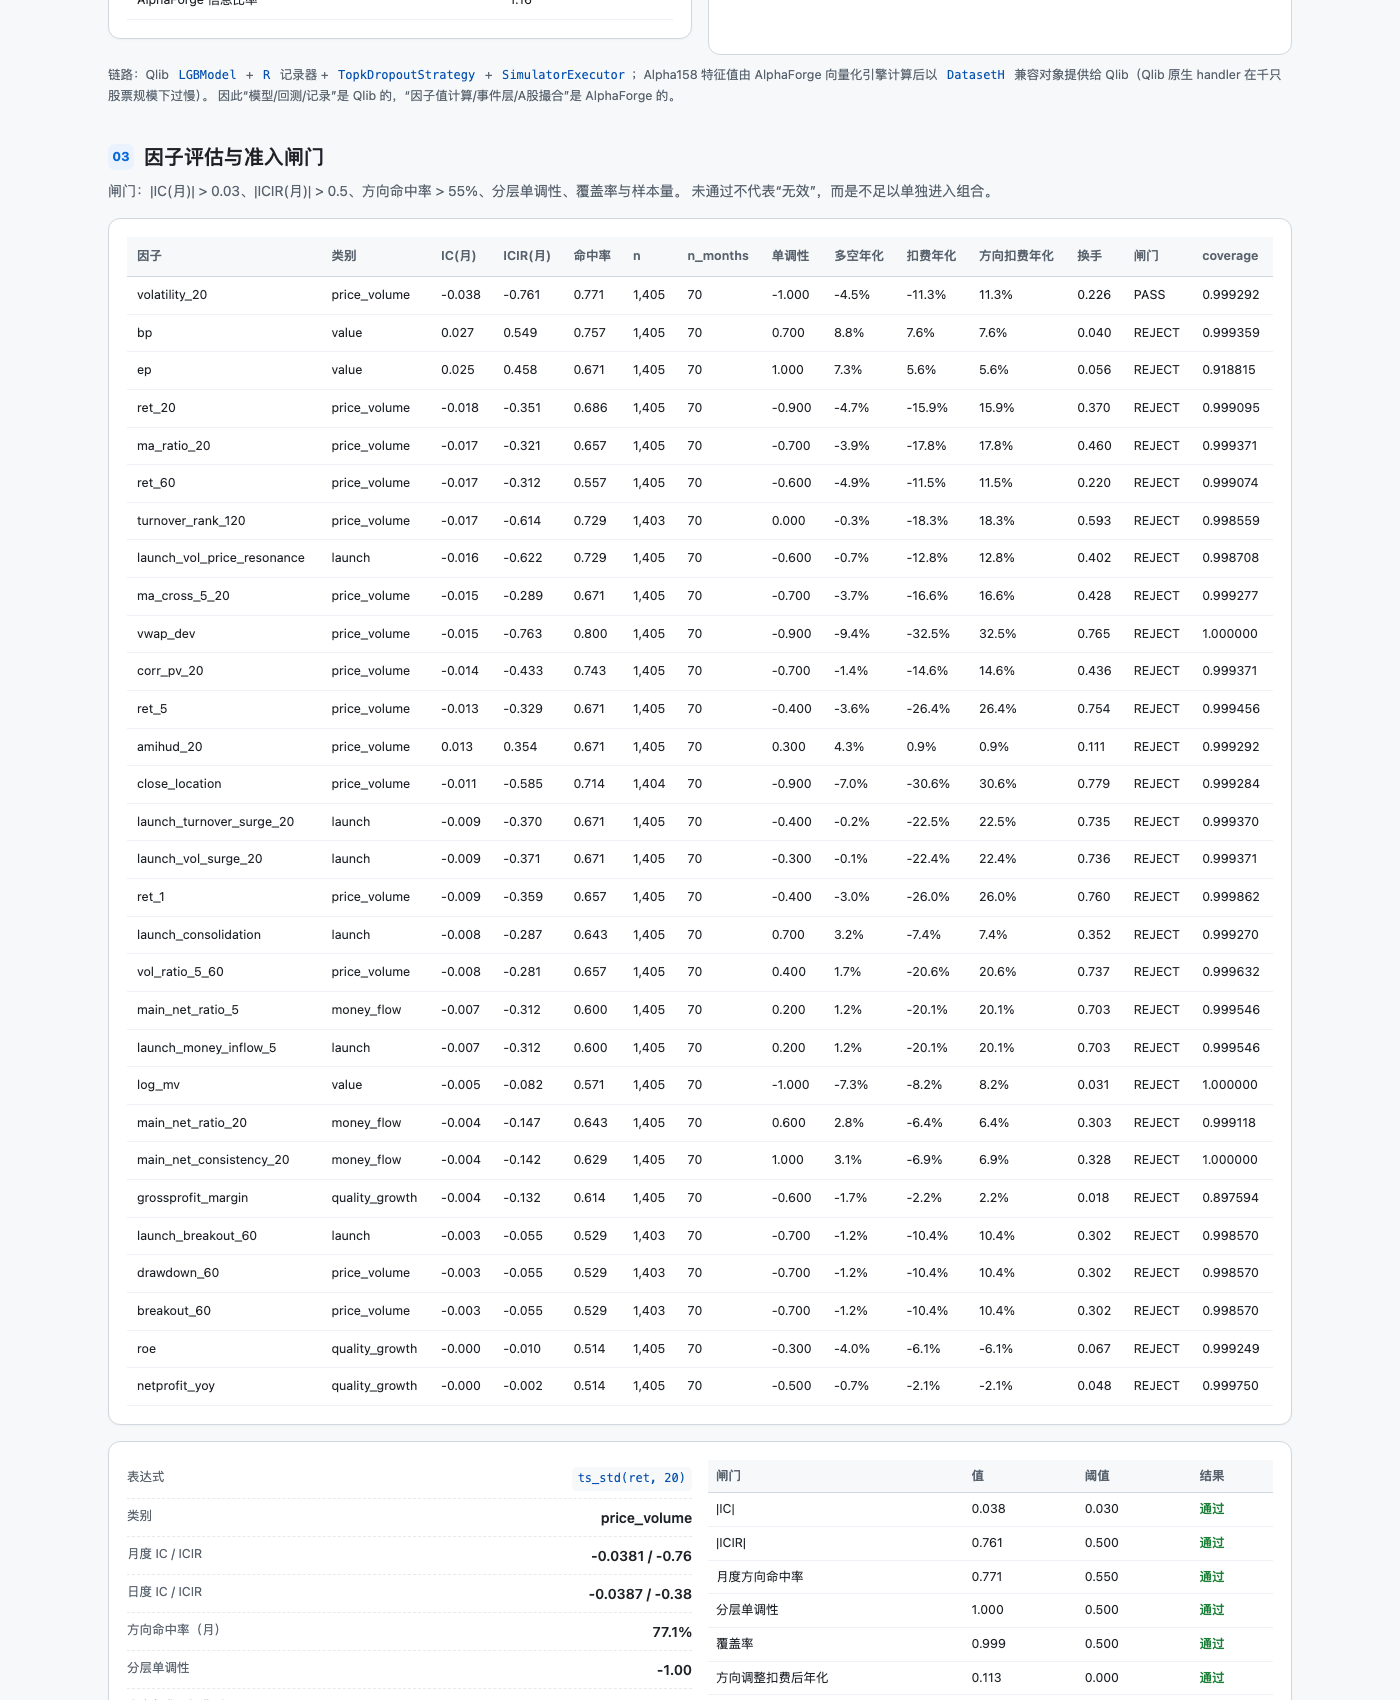 AlphaForge 信息比率 1.16
链路：Qlib LGBModel + R 记录器 + TopkDropoutStrategy + SimulatorExecutor ；Alpha158 特征值由 AlphaForge 向量化引擎计算后以 DatasetH 兼容对象提供给 Qlib（Qlib 原生 handler 在千只
股票规模下过慢）。 因此“模型/回测/记录”是 Qlib 的，“因子值计算/事件层/A股撮合”是 AlphaForge 的。
03 因子评估与准入闸门
闸门：|IC(月)| > 0.03、|ICIR(月)| > 0.5、方向命中率 > 55%、分层单调性、覆盖率与样本量。 未通过不代表“无效”，而是不足以单独进入组合。
因子 类别 IC(月) ICIR(月) 命中率 n n_months 单调性 多空年化 扣费年化 方向扣费年化 换手 闸门 coverage
volatility_20 price_volume -0.038 -0.761 0.771 1,405 70 -1.000 -4.5% -11.3% 11.3% 0.226 PASS 0.999292
bp value 0.027 0.549 0.757 1,405 70 0.700 8.8% 7.6% 7.6% 0.040 REJECT 0.999359
ep value 0.025 0.458 0.671 1,405 70 1.000 7.3% 5.6% 5.6% 0.056 REJECT 0.918815
ret_20 price_volume -0.018 -0.351 0.686 1,405 70 -0.900 -4.7% -15.9% 15.9% 0.370 REJECT 0.999095
ma_ratio_20 price_volume -0.017 -0.321 0.657 1,405 70 -0.700 -3.9% -17.8% 17.8% 0.460 REJECT 0.999371
ret_60 price_volume -0.017 -0.312 0.557 1,405 70 -0.600 -4.9% -11.5% 11.5% 0.220 REJECT 0.999074
turnover_rank_120 price_volume -0.017 -0.614 0.729 1,403 70 0.000 -0.3% -18.3% 18.3% 0.593 REJECT 0.998559
launch_vol_price_resonance launch -0.016 -0.622 0.729 1,405 70 -0.600 -0.7% -12.8% 12.8% 0.402 REJECT 0.998708
ma_cross_5_20 price_volume -0.015 -0.289 0.671 1,405 70 -0.700 -3.7% -16.6% 16.6% 0.428 REJECT 0.999277
vwap_dev price_volume -0.015 -0.763 0.800 1,405 70 -0.900 -9.4% -32.5% 32.5% 0.765 REJECT 1.000000
corr_pv_20 price_volume -0.014 -0.433 0.743 1,405 70 -0.700 -1.4% -14.6% 14.6% 0.436 REJECT 0.999371
ret_5 price_volume -0.013 -0.329 0.671 1,405 70 -0.400 -3.6% -26.4% 26.4% 0.754 REJECT 0.999456
amihud_20 price_volume 0.013 0.354 0.671 1,405 70 0.300 4.3% 0.9% 0.9% 0.111 REJECT 0.999292
close_location price_volume -0.011 -0.585 0.714 1,404 70 -0.900 -7.0% -30.6% 30.6% 0.779 REJECT 0.999284
launch_turnover_surge_20 launch -0.009 -0.370 0.671 1,405 70 -0.400 -0.2% -22.5% 22.5% 0.735 REJECT 0.999370
launch_vol_surge_20 launch -0.009 -0.371 0.671 1,405 70 -0.300 -0.1% -22.4% 22.4% 0.736 REJECT 0.999371
ret_1 price_volume -0.009 -0.359 0.657 1,405 70 -0.400 -3.0% -26.0% 26.0% 0.760 REJECT 0.999862
launch_consolidation launch -0.008 -0.287 0.643 1,405 70 0.700 3.2% -7.4% 7.4% 0.352 REJECT 0.999270
vol_ratio_5_60 price_volume -0.008 -0.281 0.657 1,405 70 0.400 1.7% -20.6% 20.6% 0.737 REJECT 0.999632
main_net_ratio_5 money_flow -0.007 -0.312 0.600 1,405 70 0.200 1.2% -20.1% 20.1% 0.703 REJECT 0.999546
launch_money_inflow_5 launch -0.007 -0.312 0.600 1,405 70 0.200 1.2% -20.1% 20.1% 0.703 REJECT 0.999546
log_mv value -0.005 -0.082 0.571 1,405 70 -1.000 -7.3% -8.2% 8.2% 0.031 REJECT 1.000000
main_net_ratio_20 money_flow -0.004 -0.147 0.643 1,405 70 0.600 2.8% -6.4% 6.4% 0.303 REJECT 0.999118
main_net_consistency_20 money_flow -0.004 -0.142 0.629 1,405 70 1.000 3.1% -6.9% 6.9% 0.328 REJECT 1.000000
grossprofit_margin quality_growth -0.004 -0.132 0.614 1,405 70 -0.600 -1.7% -2.2% 2.2% 0.018 REJECT 0.897594
launch_breakout_60 launch -0.003 -0.055 0.529 1,403 70 -0.700 -1.2% -10.4% 10.4% 0.302 REJECT 0.998570
drawdown_60 price_volume -0.003 -0.055 0.529 1,403 70 -0.700 -1.2% -10.4% 10.4% 0.302 REJECT 0.998570
breakout_60 price_volume -0.003 -0.055 0.529 1,403 70 -0.700 -1.2% -10.4% 10.4% 0.302 REJECT 0.998570
roe quality_growth -0.000 -0.010 0.514 1,405 70 -0.300 -4.0% -6.1% -6.1% 0.067 REJECT 0.999249
netprofit_yoy quality_growth -0.000 -0.002 0.514 1,405 70 -0.500 -0.7% -2.1% -2.1% 0.048 REJECT 0.999750
表达式 ts_std(ret, 20)
类别 price_volume
月度 IC / ICIR -0.0381 / -0.76
日度 IC / ICIR -0.0387 / -0.38
方向命中率（月） 77.1%
分层单调性 -1.00
闸门 值 阈值 结果
|IC| 0.038 0.030 通过
|ICIR| 0.761 0.500 通过
月度方向命中率 0.771 0.550 通过
分层单调性 1.000 0.500 通过
覆盖率 0.999 0.500 通过
方向调整扣费后年化 0.113 0.000 通过